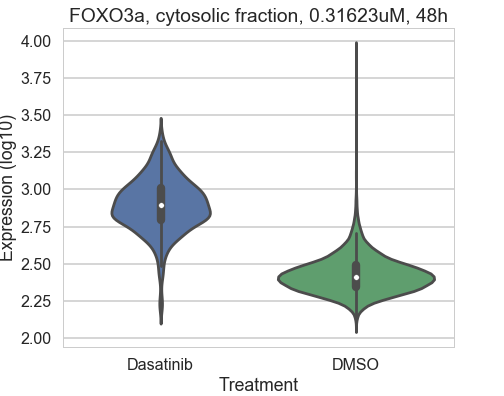 FOXO3a, cytosolic fraction, 0.31623uM, 48h
Expression (log10)
4.00
3.75
3.50
3.25
3.00
2.75
2.50
2.25
2.00
Dasatinib DMSO
Treatment